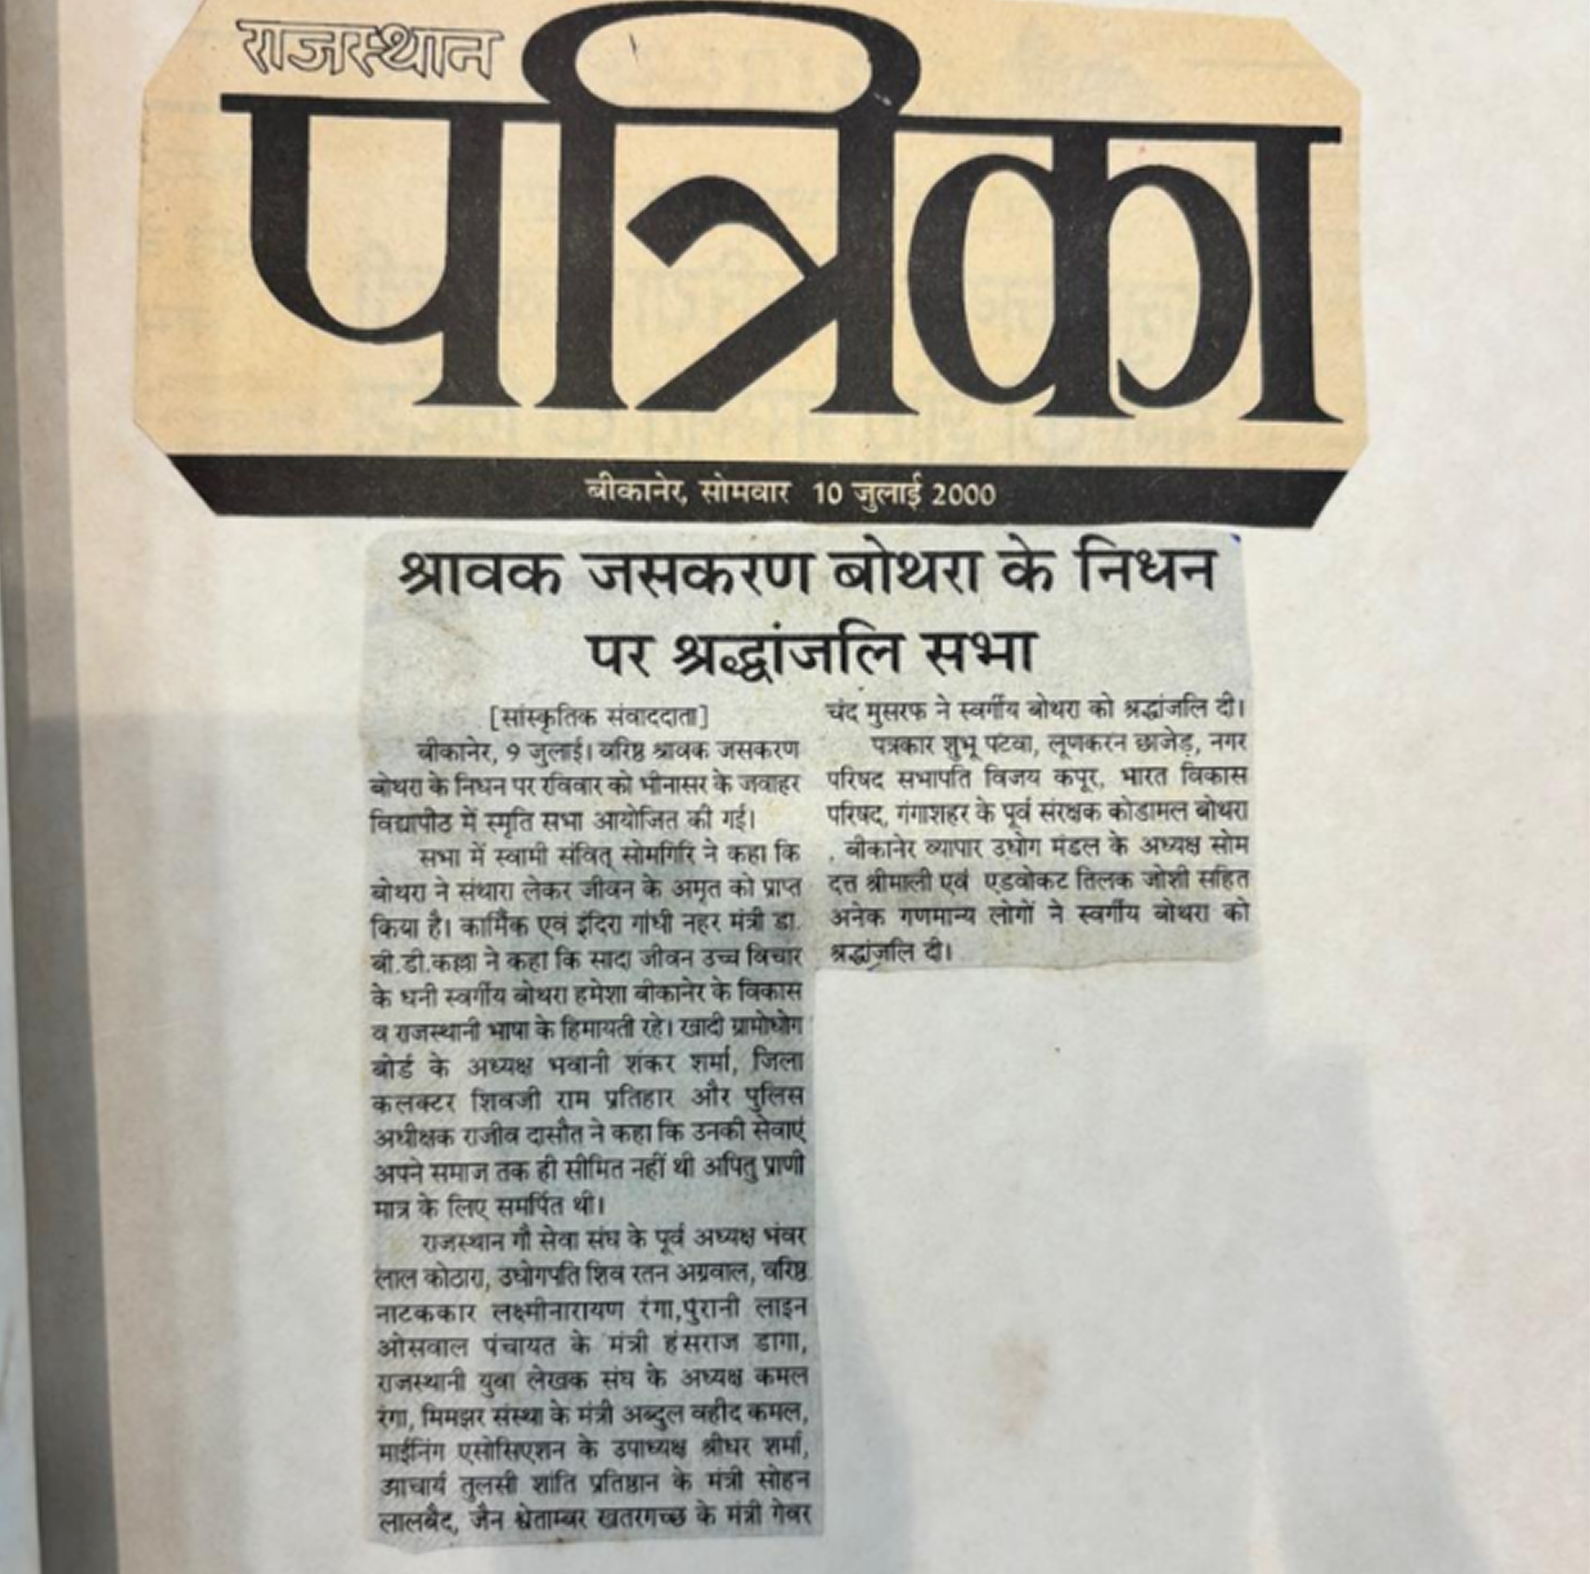 राजस्थान
पत्रिका
बीकानेर, सोमवार 10 जुलाई 2000
श्रावक जसकरण बोथरा के निधन
पर श्रद्धांजलि सभा
[सांस्कृतिक संवाददाता]
बीकानेर, 9 जुलाई। वरिष्ठ श्रावक जसकरण
बोथरा के निधन पर रविवार को भीनासर के जवाहर
विद्यापीठ में स्मृति सभा आयोजित की गई।
सभा में स्वामी संवित् सोमगिरि ने कहा कि
बोथरा ने संथारा लेकर जीवन के अमृत को प्राप्त
किया है। कार्मिक एवं इंदिरा गांधी नहर मंत्री डा.
बी.डी.कल्ला ने कहा कि सादा जीवन उच्च विचार
के धनी स्वर्गीय बोथरा हमेशा बीकानेर के विकास
व राजस्थानी भाषा के हिमायती रहे। खादी ग्रामोधोग
बोर्ड के अध्यक्ष भवानी शंकर शर्मा, जिला
कलक्टर शिवजी राम प्रतिहार और पुलिस
अधीक्षक राजीव दासौत ने कहा कि उनकी सेवाएं
अपने समाज तक ही सीमित नहीं थी अपितु प्राणी
मात्र के लिए समर्पित थी।
राजस्थान गौ सेवा संघ के पूर्व अध्यक्ष भंवर
लाल कोठारा, उधोगपति शिव रतन अग्रवाल, वरिष्ठ
नाटककार लक्ष्मीनारायण रंगा,पुरानी लाइन
ओसवाल पंचायत के मंत्री हंसराज डागा,
राजस्थानी युवा लेखक संघ के अध्यक्ष कमल
रंगा, मिमझर संस्था के मंत्री अब्दुल वहीद कमल,
माईनिंग एसोसिएशन के उपाध्यक्ष श्रीधर शर्मा,
आचार्य तुलसी शांति प्रतिष्ठान के मंत्री सोहन
लालबैद, जैन श्वेताम्बर खतरगच्छ के मंत्री गेवर
चंद मुसरफ ने स्वर्गीय बोथरा को श्रद्धांजलि दी।
पत्रकार शुभू पटवा, लूणकरन छाजेड़, नगर
परिषद सभापति विजय कपूर, भारत विकास
परिषद, गंगाशहर के पूर्व संरक्षक कोडामल बोथरा
, बीकानेर व्यापार उधोग मंडल के अध्यक्ष सोम
दत्त श्रीमाली एवं एडवोकट तिलक जोशी सहित
अनेक गणमान्य लोगों ने स्वर्गीय बोथरा को
श्रद्धांजलि दी।